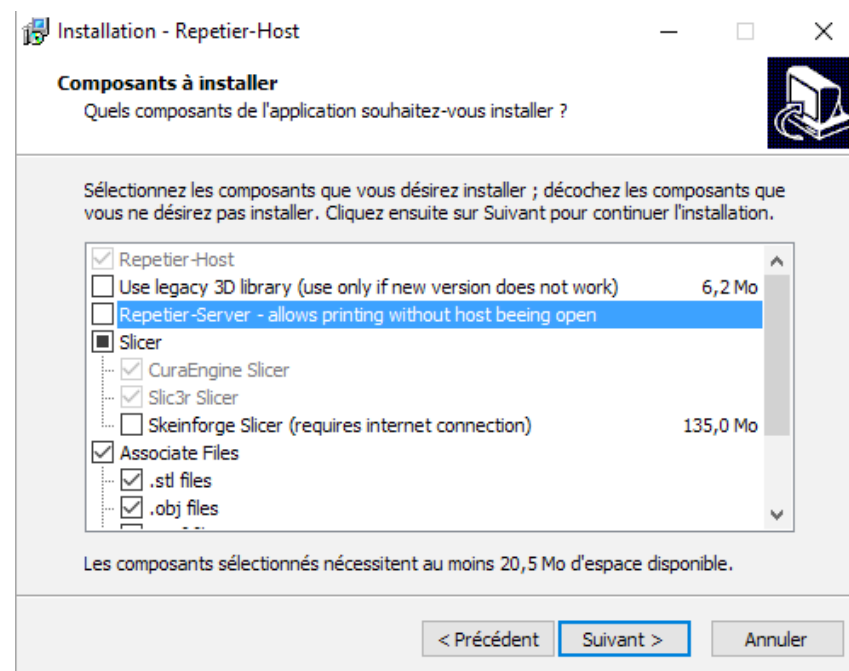 Installation - Repetier-Host
Composants à installer
Quels composants de l'application souhaitez-vous installer ?
Sélectionnez les composants que vous désirez installer ; décochez les composants que
vous ne désirez pas installer. Cliquez ensuite sur Suivant pour continuer l'installation.
Repetier-Host
Use legacy 3D library (use only if new version does not work) 6,2 Mo
Repetier-Server - allows printing without host beeing open
Slicer
CuraEngine Slicer
Slic3r Slicer
Skeinforge Slicer (requires internet connection) 135,0 Mo
Associate Files
.stl files
.obj files
Les composants sélectionnés nécessitent au moins 20,5 Mo d'espace disponible.
< Précédent Suivant > Annuler